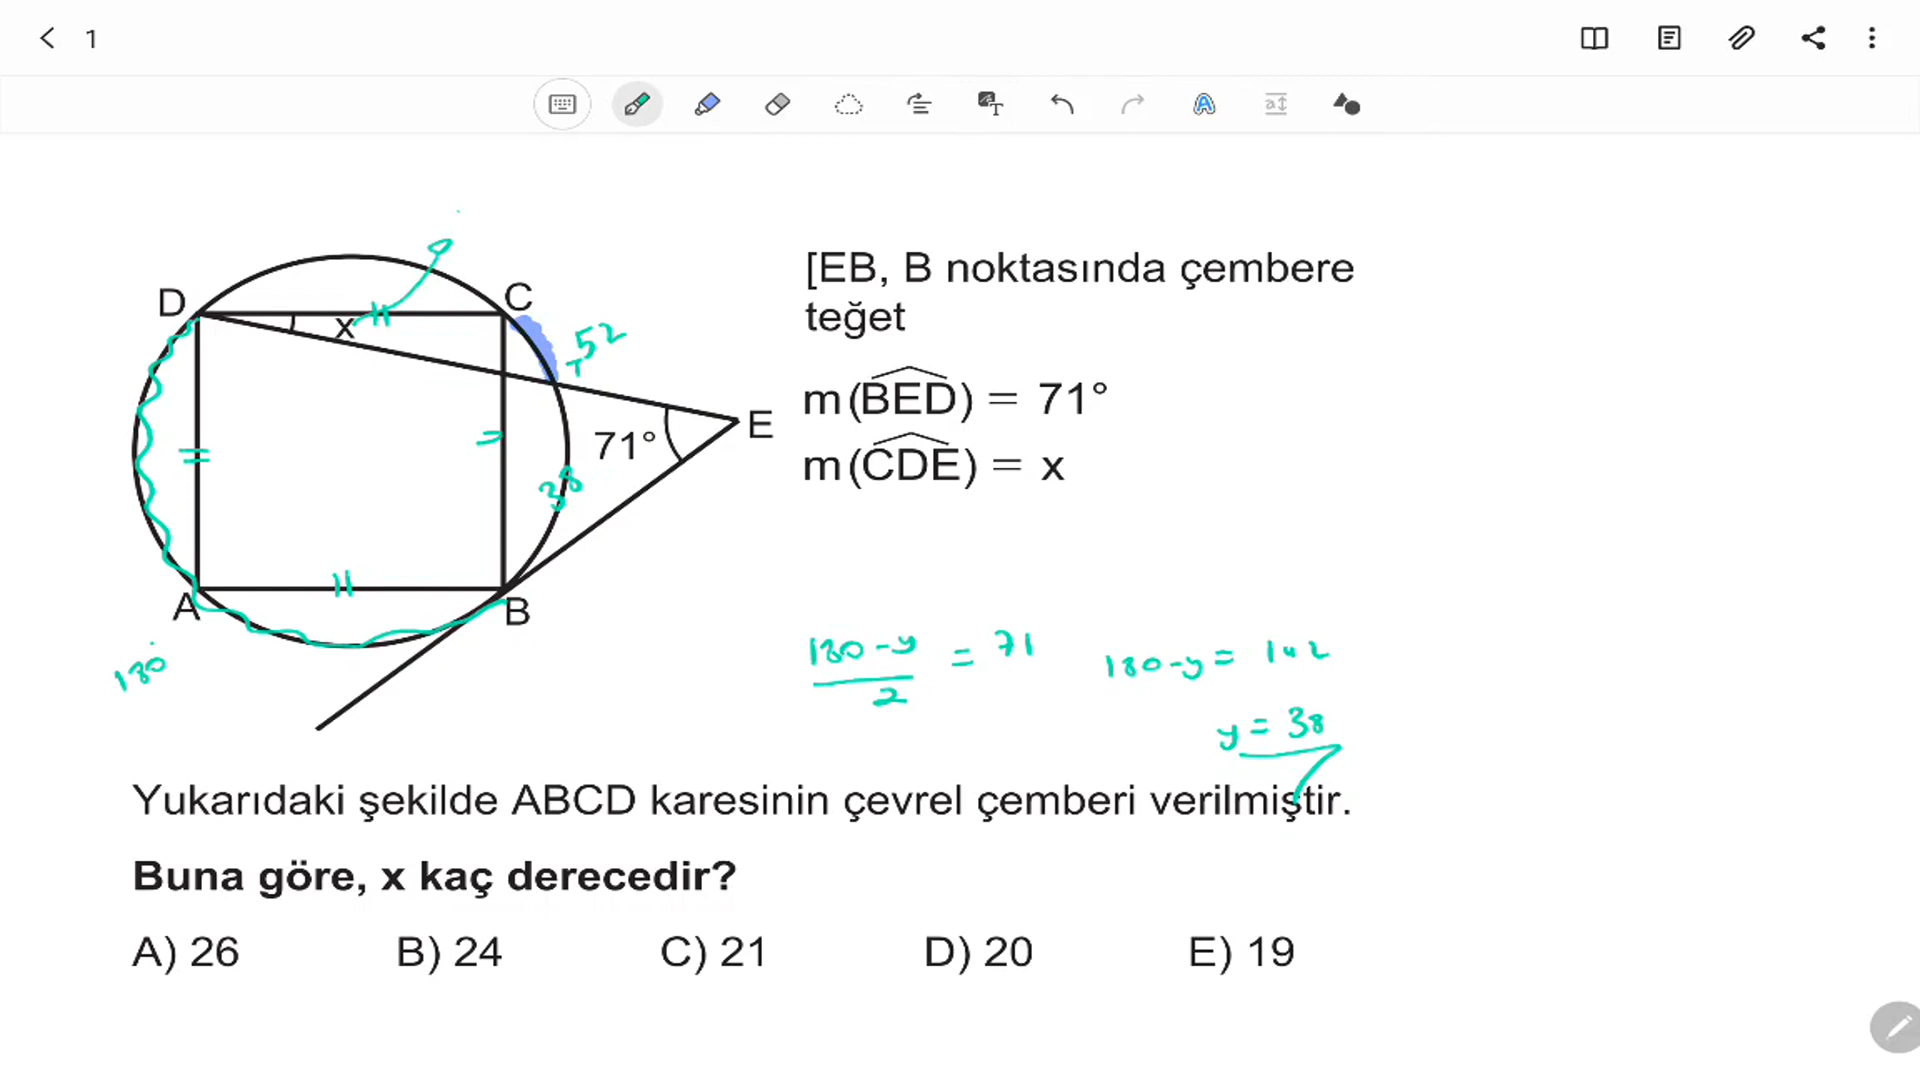 1
D
C
x
52
[EB, B noktasında çembere
teğet
m(BED) = 71°
m(CDE) = x
E
71°
38
A
B
180
180-y = 71
2
180-y = 142
y = 38
Yukarıdaki şekilde ABCD karesinin çevrel çemberi verilmiştir.
Buna göre, x kaç derecedir?
A) 26 B) 24 C) 21 D) 20 E) 19